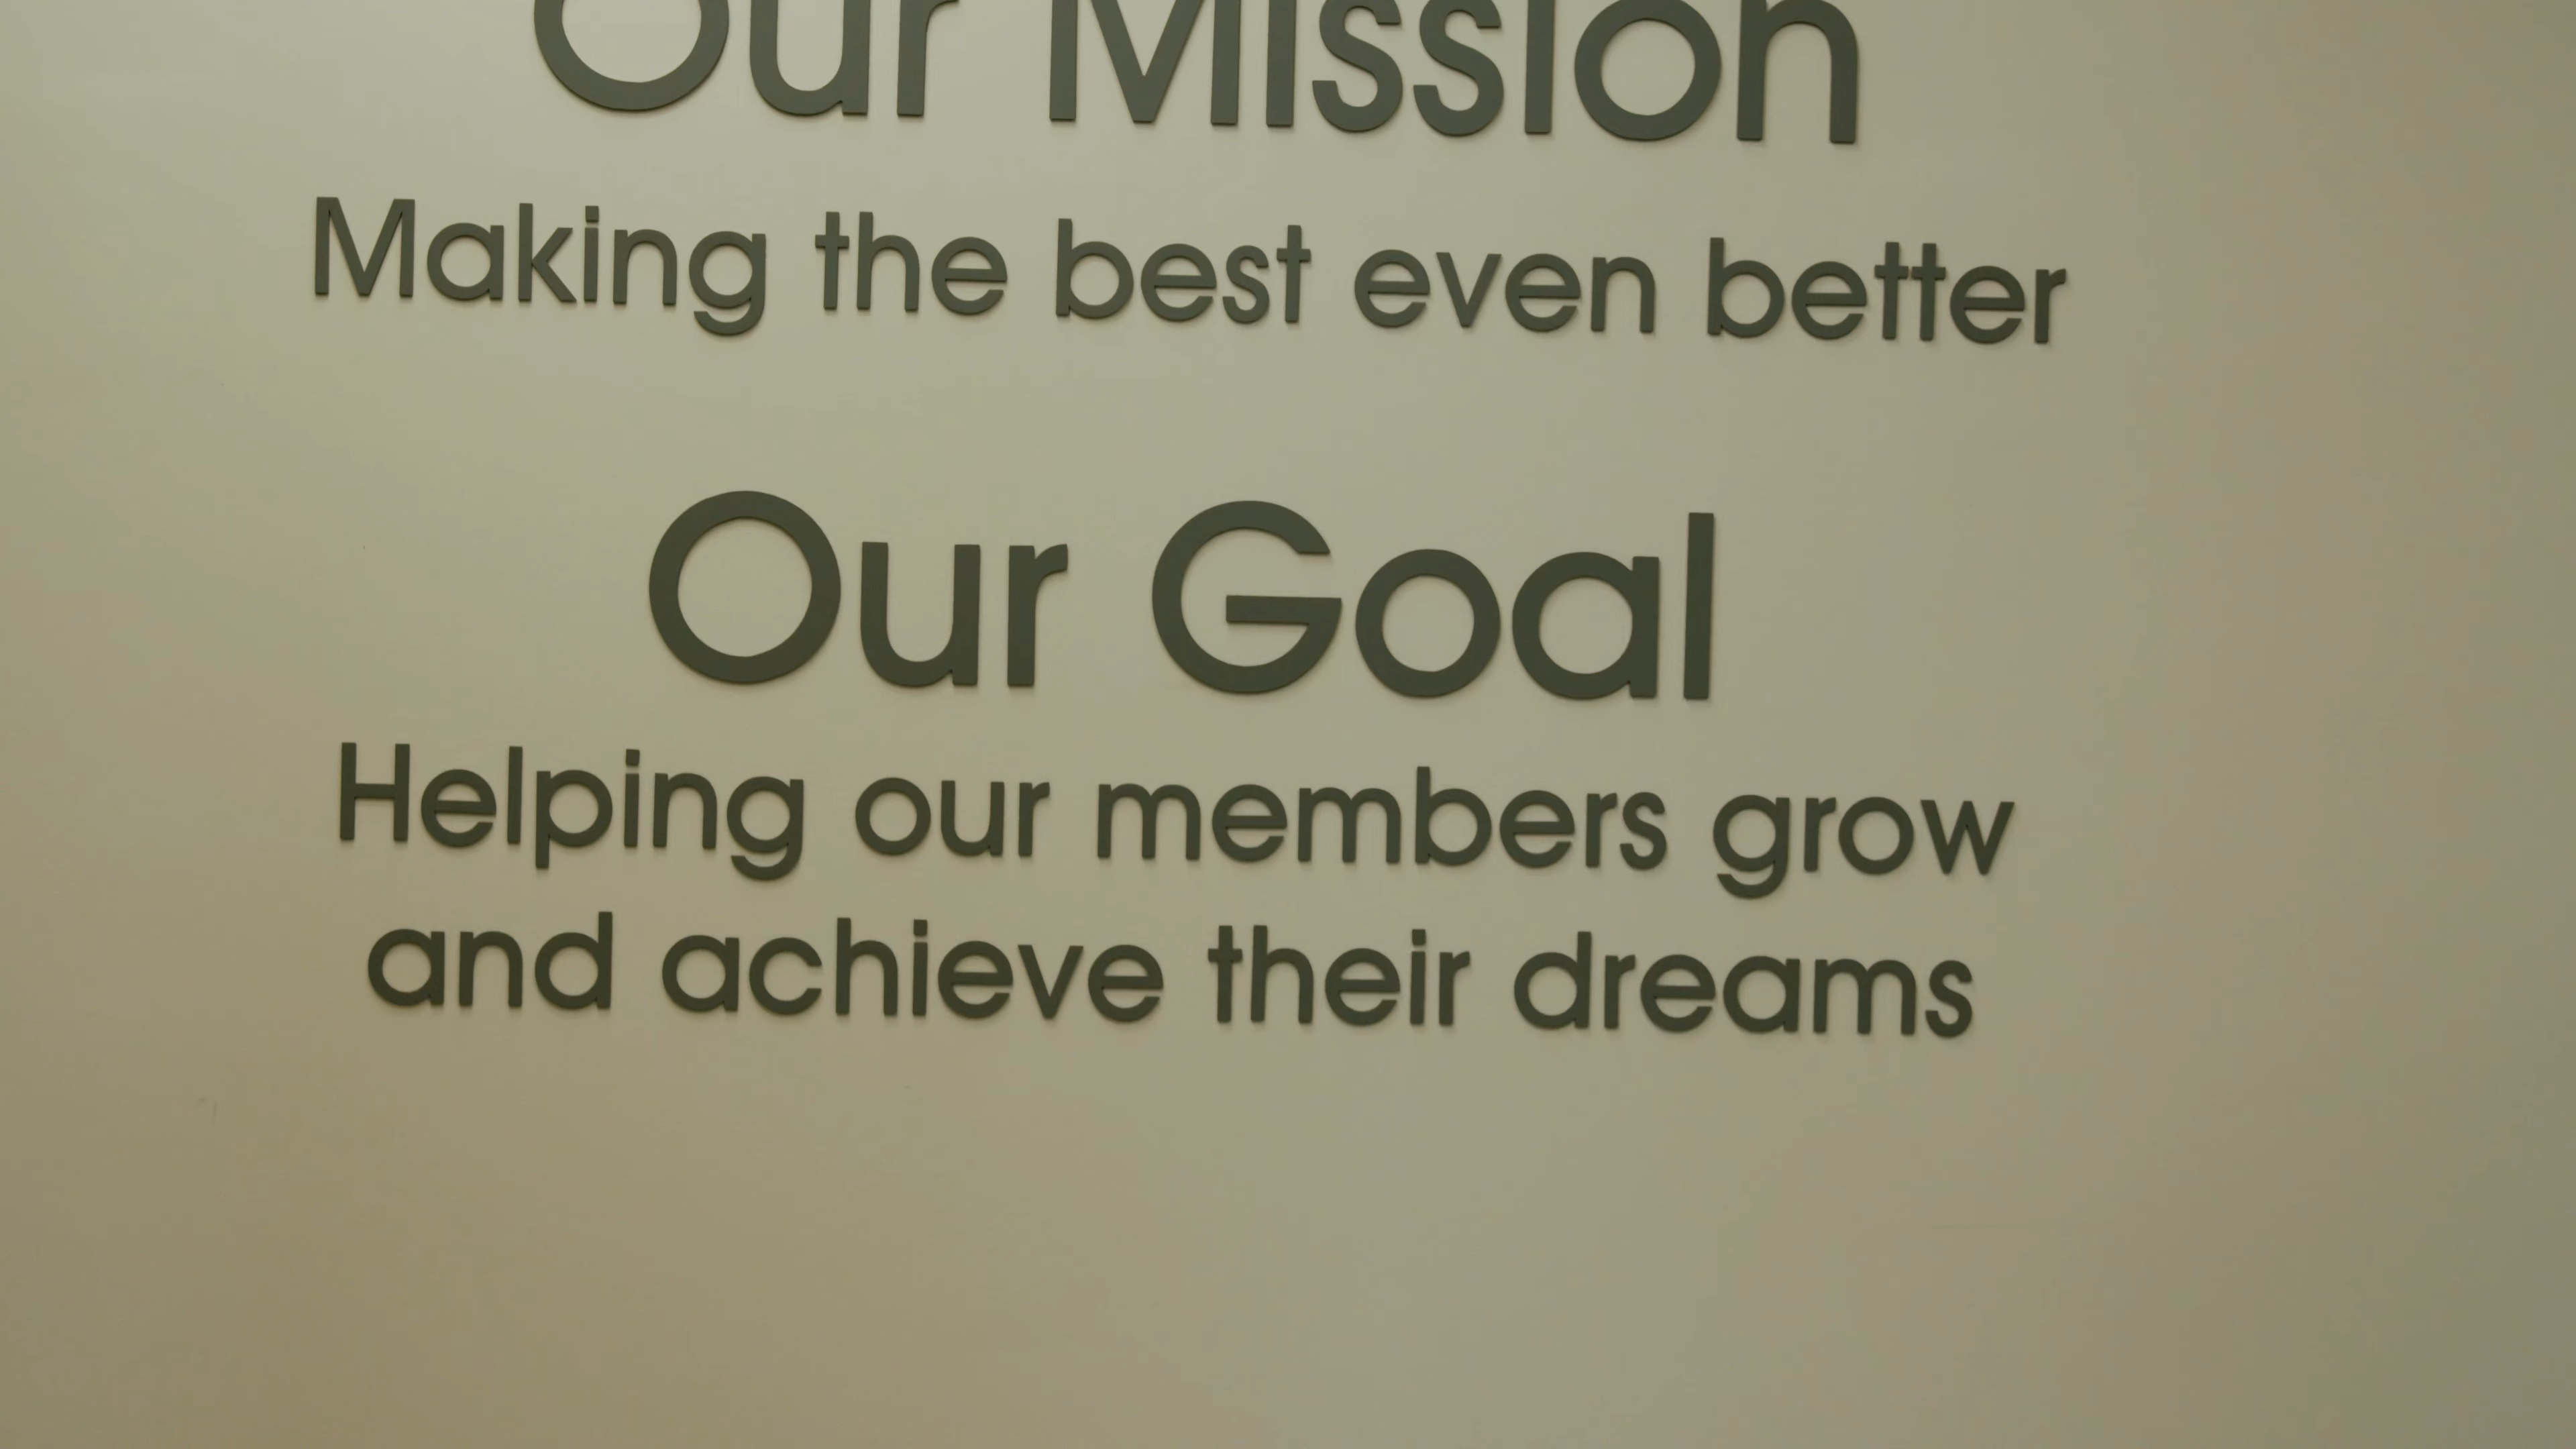 Our Mission
Making the best even better
Our Goal
Helping our members grow
and achieve their dreams